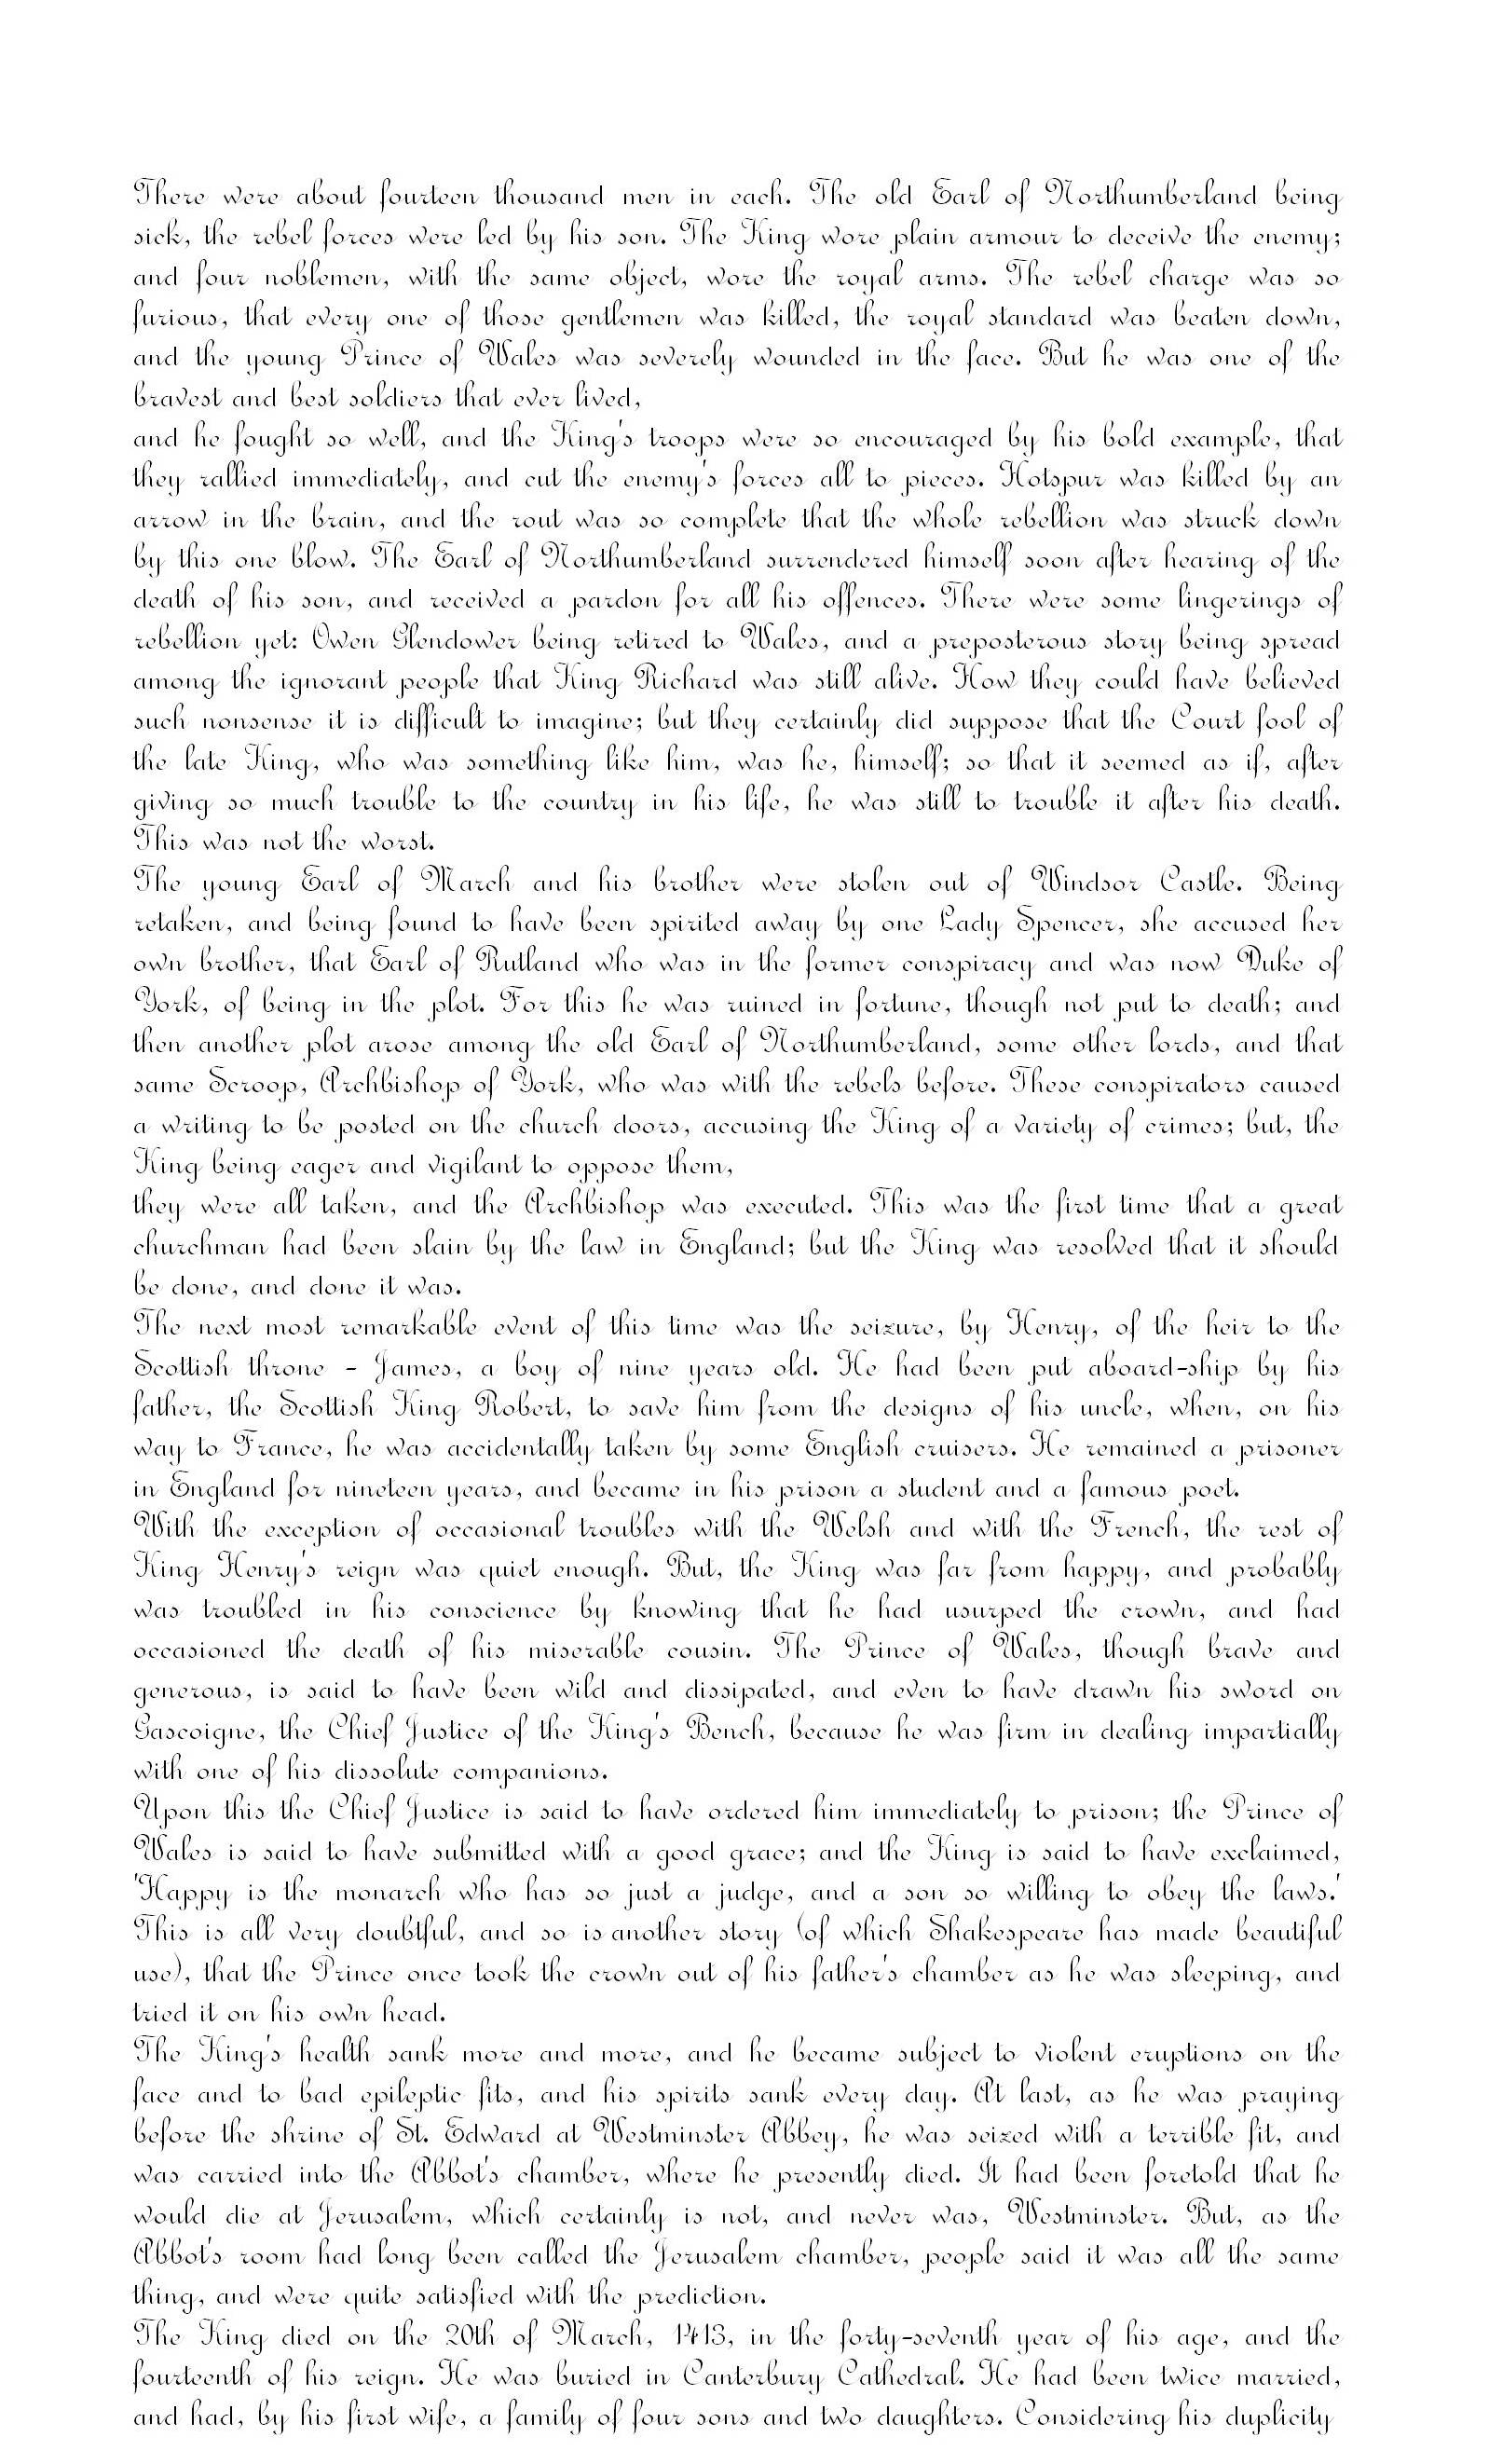 There were about fourteen thousand men in each. The old Earl of Northumberland being
sick, the rebel forces were led by his son. The King wore plain armour to deceive the enemy;
and four noblemen, with the same object, wore the royal arms. The rebel charge was so
furious, that every one of those gentlemen was killed, the royal standard was beaten down,
and the young Prince of Wales was severely wounded in the face. But he was one of the
bravest and best soldiers that ever lived,
and he fought so well, and the King's troops were so encouraged by his bold example, that
they rallied immediately, and cut the enemy's forces all to pieces. Hotspur was killed by an
arrow in the brain, and the rout was so complete that the whole rebellion was struck down
by this one blow. The Earl of Northumberland surrendered himself soon after hearing of the
death of his son, and received a pardon for all his offences. There were some lingerings of
rebellion yet: Owen Glendower being retired to Wales, and a preposterous story being spread
among the ignorant people that King Richard was still alive. How they could have believed
such nonsense it is difficult to imagine; but they certainly did suppose that the Court fool of
the late King, who was something like him, was he, himself; so that it seemed as if, after
giving so much trouble to the country in his life, he was still to trouble it after his death.
This was not the worst.
The young Earl of March and his brother were stolen out of Windsor Castle. Being
retaken, and being found to have been spirited away by one Lady Spencer, she accused her
own brother, that Earl of Rutland who was in the former conspiracy and was now Duke of
York, of being in the plot. For this he was ruined in fortune, though not put to death; and
then another plot arose among the old Earl of Northumberland, some other lords, and that
same Scroop, Archbishop of York, who was with the rebels before. These conspirators caused
a writing to be posted on the church doors, accusing the King of a variety of crimes; but, the
King being eager and vigilant to oppose them,
they were all taken, and the Archbishop was executed. This was the first time that a great
churchman had been slain by the law in England; but the King was resolved that it should
be done, and done it was.
The next most remarkable event of this time was the seizure, by Henry, of the heir to the
Scottish throne - James, a boy of nine years old. He had been put aboard-ship by his
father, the Scottish King Robert, to save him from the designs of his uncle, when, on his
way to France, he was accidentally taken by some English cruisers. He remained a prisoner
in England for nineteen years, and became in his prison a student and a famous poet.
With the exception of occasional troubles with the Welsh and with the French, the rest of
King Henry's reign was quiet enough. But, the King was far from happy, and probably
was troubled in his conscience by knowing that he had usurped the crown, and had
occasioned the death of his miserable cousin. The Prince of Wales, though brave and
generous, is said to have been wild and dissipated, and even to have drawn his sword on
Gascoigne, the Chief Justice of the King's Bench, because he was firm in dealing impartially
with one of his dissolute companions.
Upon this the Chief Justice is said to have ordered him immediately to prison; the Prince of
Wales is said to have submitted with a good grace; and the King is said to have exclaimed,
'Happy is the monarch who has so just a judge, and a son so willing to obey the laws.'
This is all very doubtful, and so is another story (of which Shakespeare has made beautiful
use), that the Prince once took the crown out of his father's chamber as he was sleeping, and
tried it on his own head.
The King's health sank more and more, and he became subject to violent eruptions on the
face and to bad epileptic fits, and his spirits sank every day. At last, as he was praying
before the shrine of St. Edward at Westminster Abbey, he was seized with a terrible fit, and
was carried into the Abbot's chamber, where he presently died. It had been foretold that he
would die at Jerusalem, which certainly is not, and never was, Westminster. But, as the
Abbot's room had long been called the Jerusalem chamber, people said it was all the same
thing, and were quite satisfied with the prediction.
The King died on the 20th of March, 1413, in the forty-seventh year of his age, and the
fourteenth of his reign. He was buried in Canterbury Cathedral. He had been twice married,
and had, by his first wife, a family of four sons and two daughters. Considering his duplicity